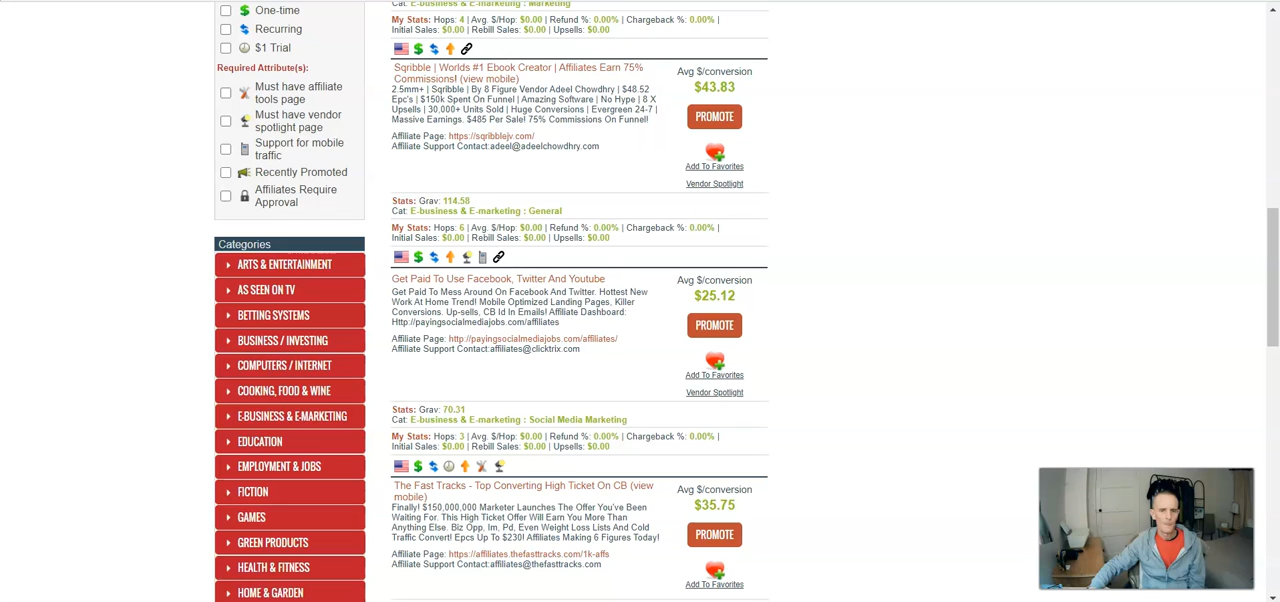 One-time
Recurring
$1 Trial
Required Attribute(s):
Must have affiliate
tools page
Must have vendor
spotlight page
Support for mobile
traffic
Recently Promoted
Affiliates Require
Approval
Categories
ARTS & ENTERTAINMENT
AS SEEN ON TV
BETTING SYSTEMS
BUSINESS / INVESTING
COMPUTERS / INTERNET
COOKING, FOOD & WINE
E-BUSINESS & E-MARKETING
EDUCATION
EMPLOYMENT & JOBS
FICTION
GAMES
GREEN PRODUCTS
HEALTH & FITNESS
HOME & GARDEN
Cat: E-business & E-marketing : Marketing
My Stats: Hops: 4 | Avg. $/Hop: $0.00 | Refund %: 0.00% | Chargeback %: 0.00% |
Initial Sales: $0.00 | Rebill Sales: $0.00 | Upsells: $0.00
Sqribble | Worlds #1 Ebook Creator | Affiliates Earn 75%
Commissions! (view mobile)
2.5mm+ | Sqribble | By 8 Figure Vendor Adeel Chowdhry | $48.52
Epc's | $150k Spent On Funnel | Amazing Software | No Hype | 8 X
Upsells | 30,000+ Units Sold | Huge Conversions | Evergreen 24-7 |
Massive Earnings. $485 Per Sale! 75% Commissions On Funnel!
Affiliate Page: https://sqribblejv.com/
Affiliate Support Contact:adeel@adeelchowdhry.com
Avg $/conversion
$43.83
PROMOTE
Add To Favorites
Vendor Spotlight
Stats: Grav: 114.58
Cat: E-business & E-marketing : General
My Stats: Hops: 6 | Avg. $/Hop: $0.00 | Refund %: 0.00% | Chargeback %: 0.00% |
Initial Sales: $0.00 | Rebill Sales: $0.00 | Upsells: $0.00
Get Paid To Use Facebook, Twitter And Youtube
Get Paid To Mess Around On Facebook And Twitter. Hottest New
Work At Home Trend! Mobile Optimized Landing Pages, Killer
Conversions. Up-sells, CB Id In Emails! Affiliate Dashboard:
Http://payingsocialmediajobs.com/affiliates
Affiliate Page: http://payingsocialmediajobs.com/affiliates/
Affiliate Support Contact:affiliates@clicktrix.com
Avg $/conversion
$25.12
PROMOTE
Add To Favorites
Vendor Spotlight
Stats: Grav: 70.31
Cat: E-business & E-marketing : Social Media Marketing
My Stats: Hops: 3 | Avg. $/Hop: $0.00 | Refund %: 0.00% | Chargeback %: 0.00% |
Initial Sales: $0.00 | Rebill Sales: $0.00 | Upsells: $0.00
The Fast Tracks - Top Converting High Ticket On CB (view
mobile)
Finally! $150,000,000 Marketer Launches The Offer You've Been
Waiting For. This High Ticket Offer Will Earn You More Than
Anything Else. Biz Opp, Im, Pd, Even Weight Loss Lists And Cold
Traffic Convert! Epcs Up To $230! Affiliates Making 6 Figures Today!
Affiliate Page: https://affiliates.thefasttracks.com/1k-affs
Affiliate Support Contact:affiliates@thefasttracks.com
Avg $/conversion
$35.75
PROMOTE
Add To Favorites